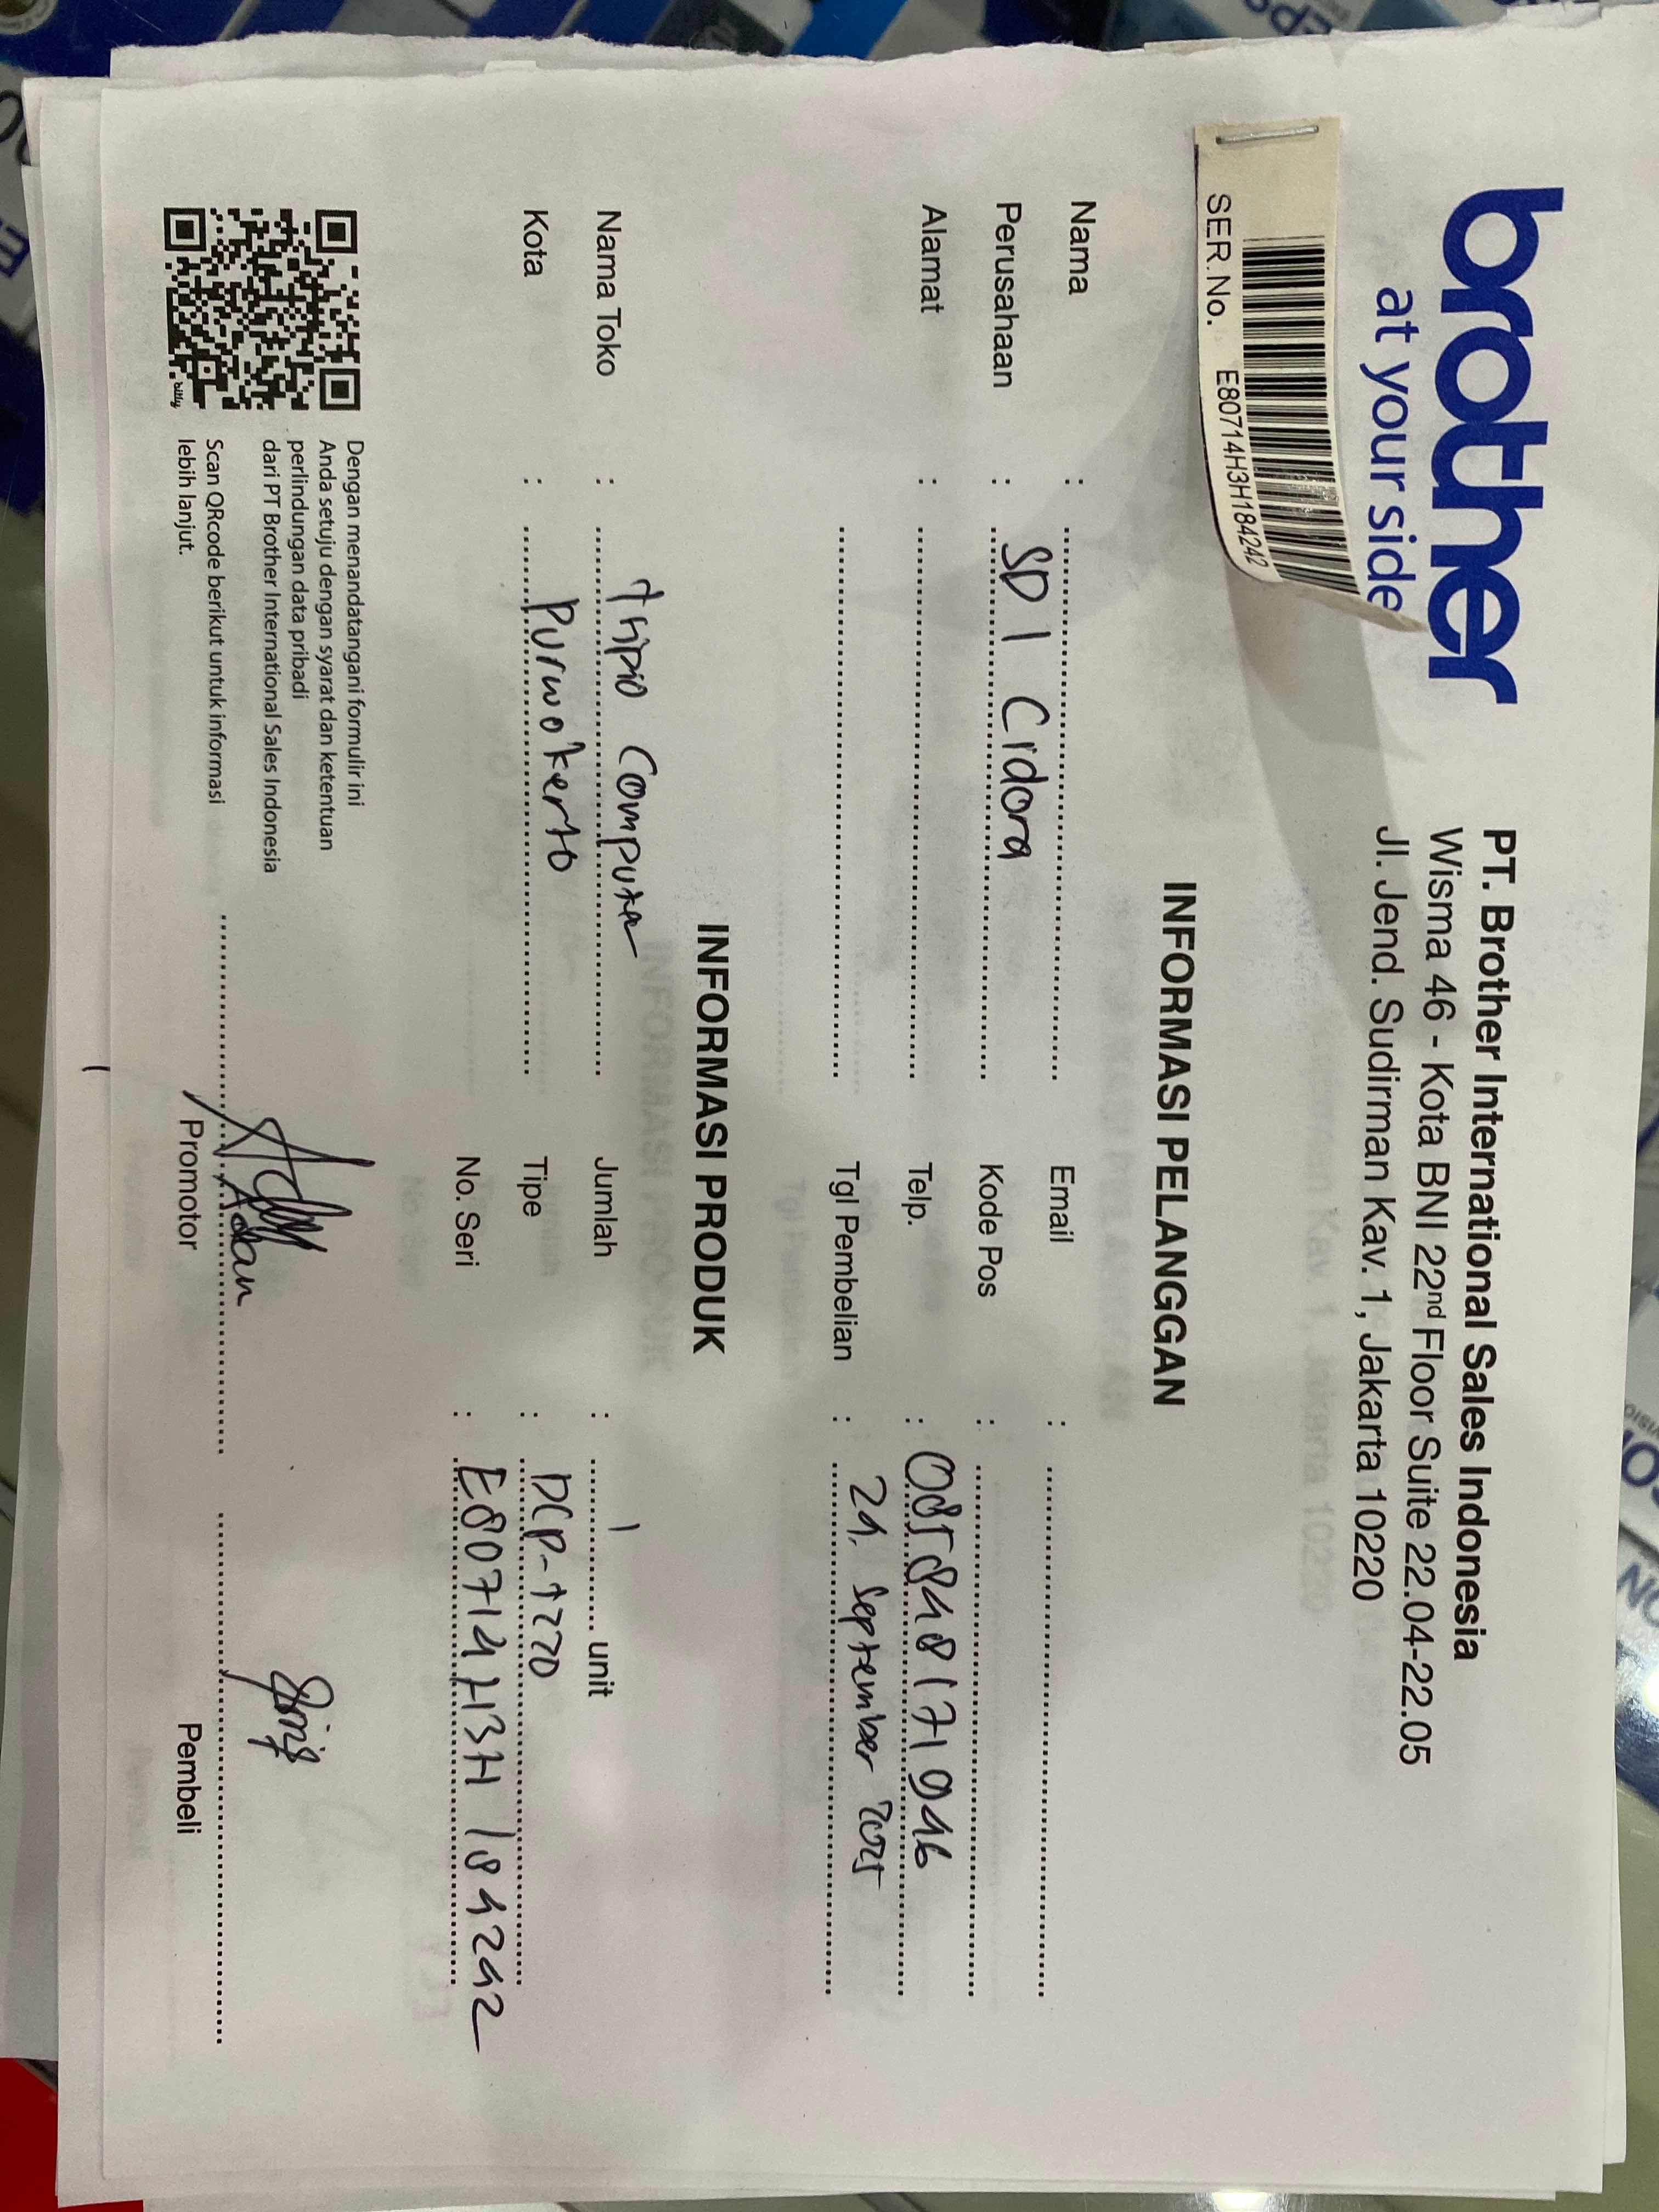 brother
at your side
PT. Brother International Sales Indonesia
Wisma 46 - Kota BNI 22nd Floor Suite 22.04-22.05
Jl. Jend. Sudirman Kav. 1, Jakarta 10220
SER.No. E80714H3H184242
INFORMASI PELANGGAN
Nama :
Email :
Perusahaan : SD 1 Cidora
Kode Pos :
Alamat :
Telp. : 085848171946
Tgl Pembelian : 24 September 2025
INFORMASI PRODUK
Nama Toko : Computer
Jumlah : 1 unit
Kota : Purwokerto
Tipe : DCP-T220
No. Seri : E80714H3H184242
Dengan menandatangani formulir ini
Anda setuju dengan syarat dan ketentuan
perlindungan data pribadi
dari PT Brother International Sales Indonesia
Scan QRcode berikut untuk informasi
lebih lanjut.
bitly
Promotor
Pembeli